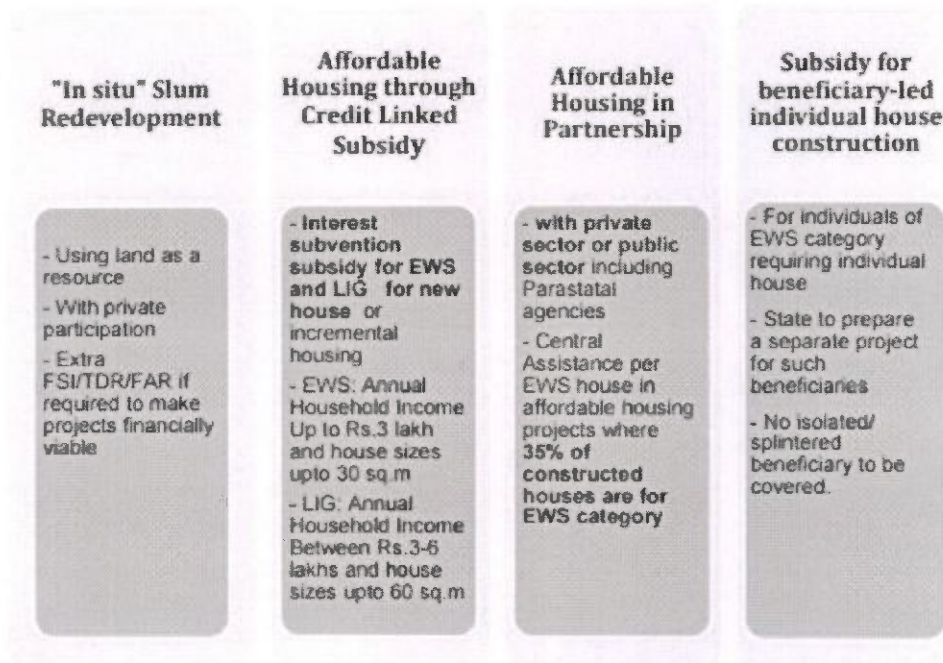 "In situ" Slum
Redevelopment
- Using land as a
resource
- With private
participation
- Extra
FSI/TDR/FAR if
required to make
projects financially
viable
Affordable
Housing through
Credit Linked
Subsidy
- Interest
subvention
subsidy for EWS
and LIG for new
house or
incremental
housing
- EWS: Annual
Household Income
Up to Rs.3 lakh
and house sizes
upto 30 sq.m
- LIG: Annual
Household Income
Between Rs.3-6
lakhs and house
sizes upto 60 sq.m
Affordable
Housing in
Partnership
- with private
sector or public
sector including
Parastatal
agencies
- Central
Assistance per
EWS house in
affordable housing
projects where
35% of
constructed
houses are for
EWS category
Subsidy for
beneficiary-led
individual house
construction
- For individuals of
EWS category
requiring individual
house
- State to prepare
a separate project
for such
beneficiaries
- No isolated/
splintered
beneficiary to be
covered.